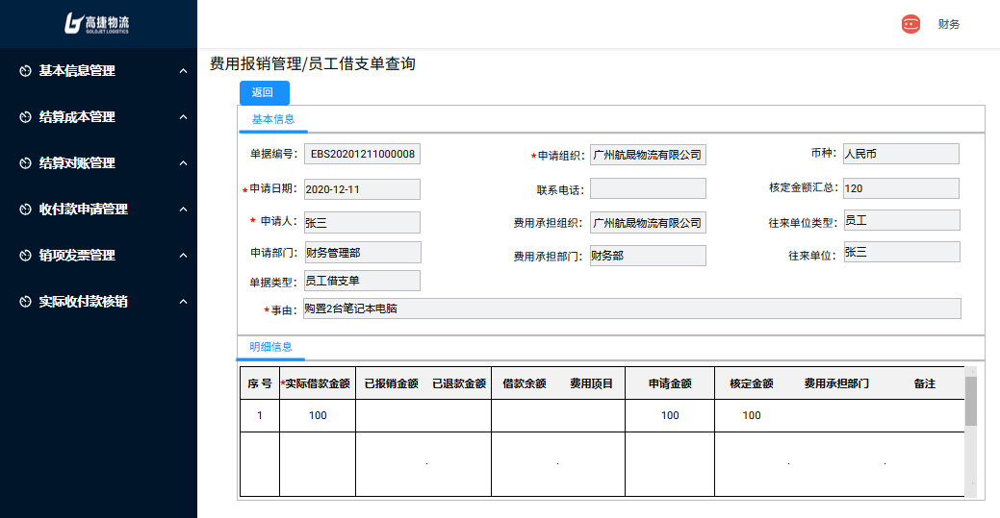 高捷物流
GOLDJET LOGISTICS
财务
基本信息管理
结算成本管理
结算对账管理
收付款申请管理
销项发票管理
实际收付款核销
费用报销管理/员工借支单查询
返回
基本信息
单据编号: EBS20201211000008 *申请组织: 广州航晟物流有限公司 币种: 人民币
*申请日期: 2020-12-11 联系电话: 核定金额汇总: 120
* 申请人: 张三 费用承担组织: 广州航晟物流有限公司 往来单位类型: 员工
申请部门: 财务管理部 费用承担部门: 财务部 往来单位: 张三
单据类型: 员工借支单
*事由: 购置2台笔记本电脑
明细信息
序号 *实际借款金额 已报销金额 已退款金额 借款余额 费用项目 申请金额 核定金额 费用承担部门 备注
1 100 100 100